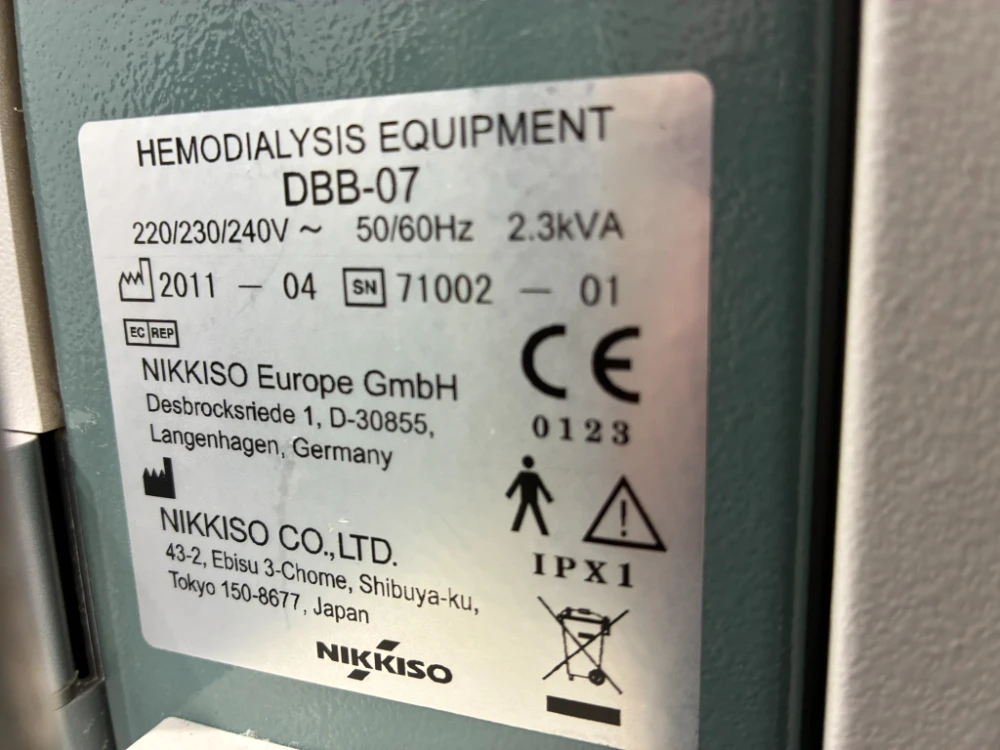 HEMODIALYSIS EQUIPMENT
DBB-07
220/230/240V ~ 50/60Hz 2.3kVA
2011 — 04 SN 71002 — 01
EC REP
NIKKISO Europe GmbH
Desbrocksriede 1, D-30855,
Langenhagen, Germany
CE
0123
NIKKISO CO.,LTD.
43-2, Ebisu 3-Chome, Shibuya-ku,
Tokyo 150-8677, Japan
IPX1
NIKKISO